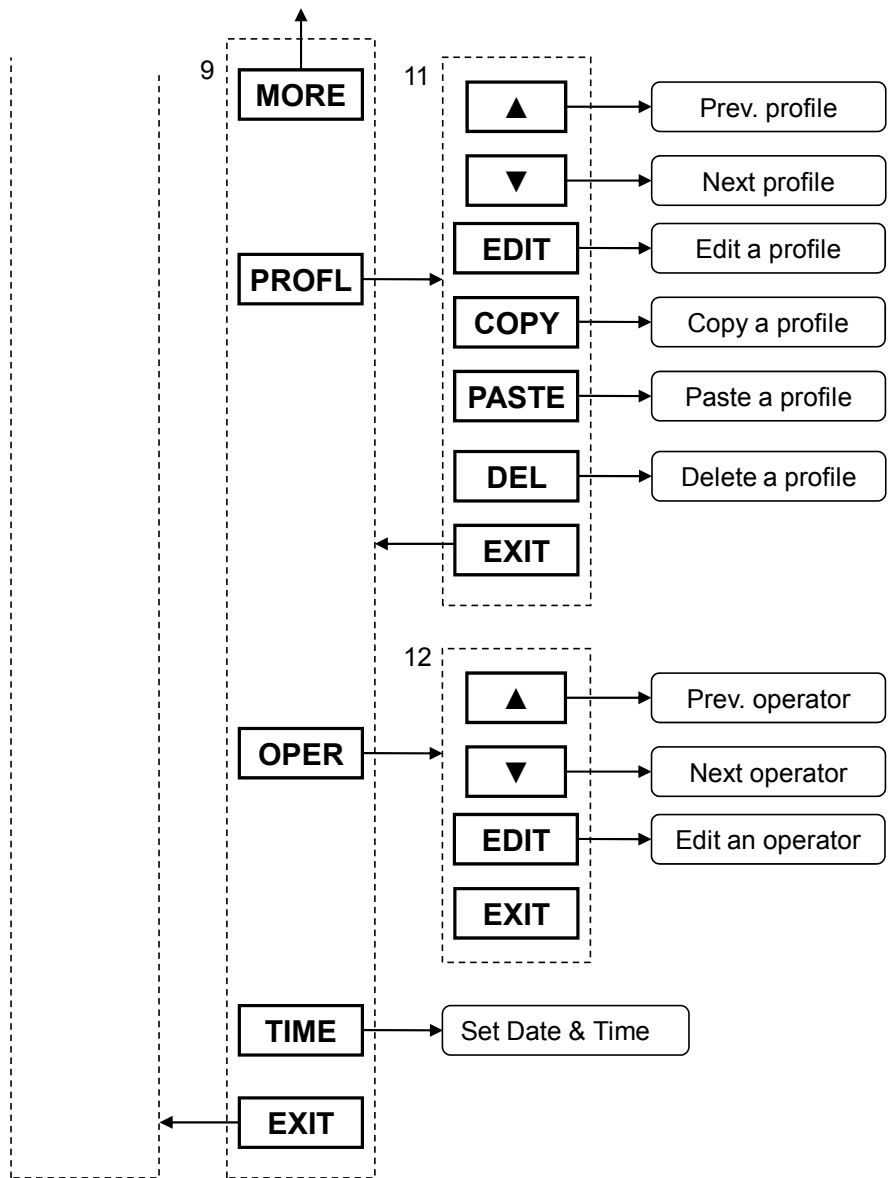 9
MORE
11
▲
Prev. profile
▼
Next profile
PROFL
EDIT
Edit a profile
COPY
Copy a profile
PASTE
Paste a profile
DEL
Delete a profile
EXIT
12
▲
Prev. operator
OPER
▼
Next operator
EDIT
Edit an operator
EXIT
TIME
Set Date & Time
EXIT